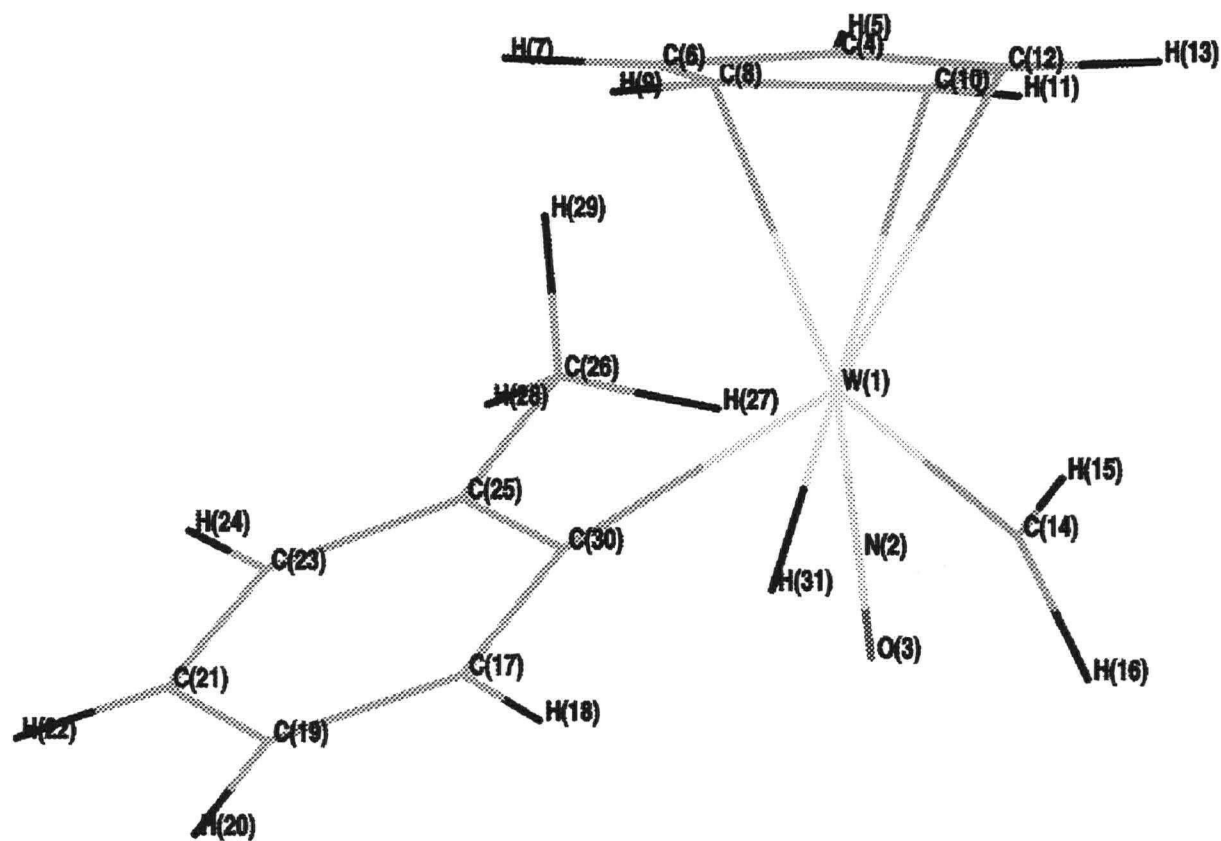 H(5)
H(7)
C(6)
C(4)
C(12)
H(13)
H(9)
C(8)
C(10)
H(11)
H(29)
C(26)
W(1)
H(28)
H(27)
H(15)
C(25)
C(14)
H(24)
C(23)
C(30)
N(2)
H(31)
O(3)
C(21)
C(17)
H(16)
H(22)
C(19)
H(18)
H(20)